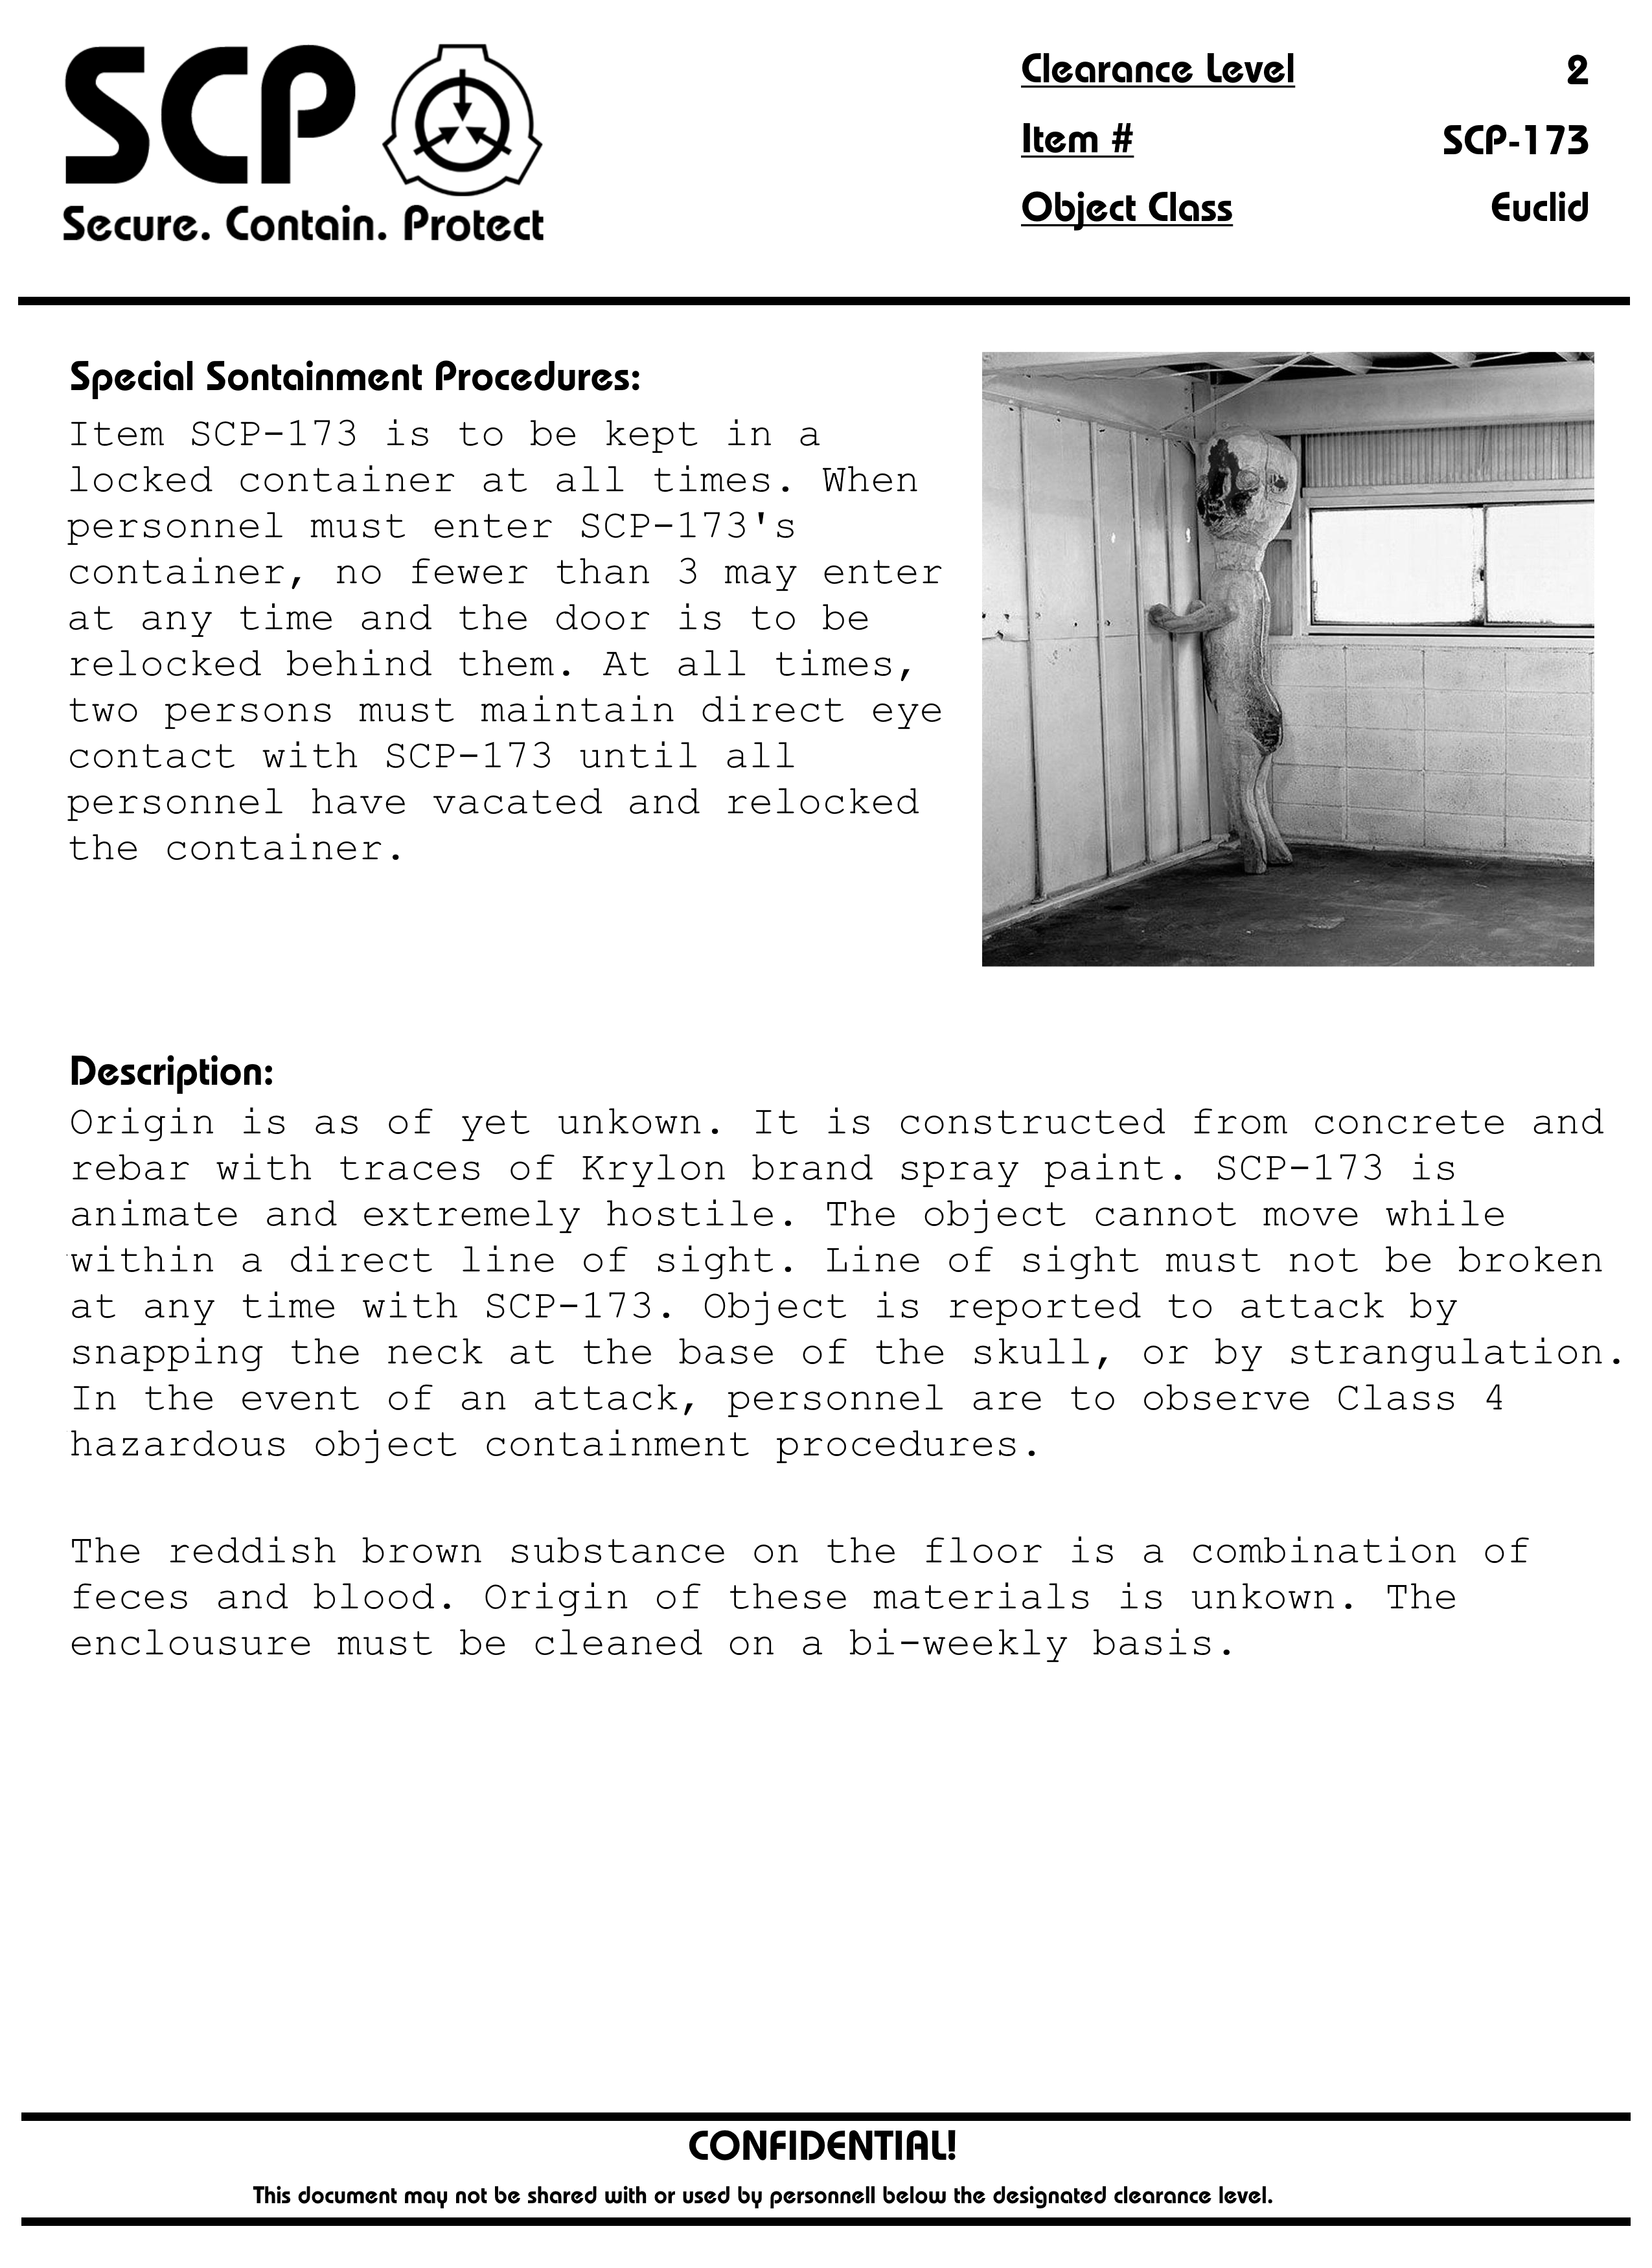 SCP
Secure. Contain. Protect
Clearance Level 2
Item # SCP-173
Object Class Euclid
Special Sontainment Procedures:
Item SCP-173 is to be kept in a
locked container at all times. When
personnel must enter SCP-173's
container, no fewer than 3 may enter
at any time and the door is to be
relocked behind them. At all times,
two persons must maintain direct eye
contact with SCP-173 until all
personnel have vacated and relocked
the container.
Description:
Origin is as of yet unkown. It is constructed from concrete and
rebar with traces of Krylon brand spray paint. SCP-173 is
animate and extremely hostile. The object cannot move while
within a direct line of sight. Line of sight must not be broken
at any time with SCP-173. Object is reported to attack by
snapping the neck at the base of the skull, or by strangulation.
In the event of an attack, personnel are to observe Class 4
hazardous object containment procedures.
The reddish brown substance on the floor is a combination of
feces and blood. Origin of these materials is unkown. The
enclousure must be cleaned on a bi-weekly basis.
CONFIDENTIAL!
This document may not be shared with or used by personnell below the designated clearance level.